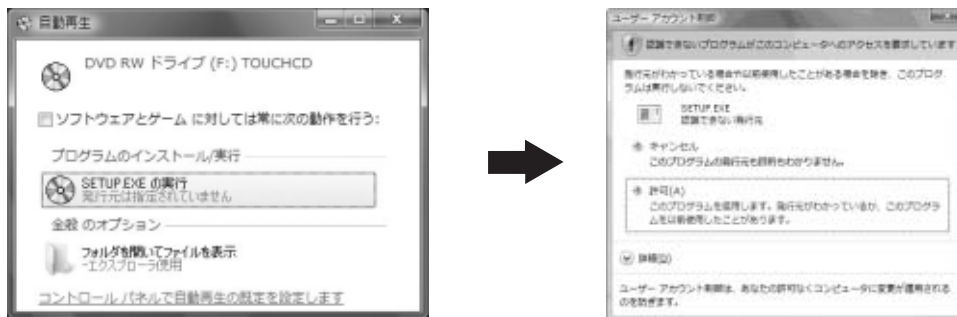 自動再生
DVD RW ドライブ (F:) TOUCHCD
ソフトウェアとゲーム に対しては常に次の動作を行う:
プログラムのインストール/実行
SETUP.EXE の実行
発行元は指定されていません
全般 のオプション
フォルダを開いてファイルを表示
-エクスプローラ使用
コントロール パネルで自動再生の既定を設定します
ユーザー アカウント制御
認識できないプログラムがこのコンピュータへのアクセスを要求しています
発行元がわかっている場合や以前使用したことがある場合を除き、このプログ
ラムは実行しないでください。
SETUP.EXE
認識できない発行元
キャンセル
このプログラムの発行元も目的もわかりません。
許可(A)
このプログラムを信用します。発行元がわかっているか、このプログラ
ムを以前使用したことがあります。
詳細(D)
ユーザー アカウント制御は、あなたの許可なくコンピュータに変更が適用される
のを防ぎます。